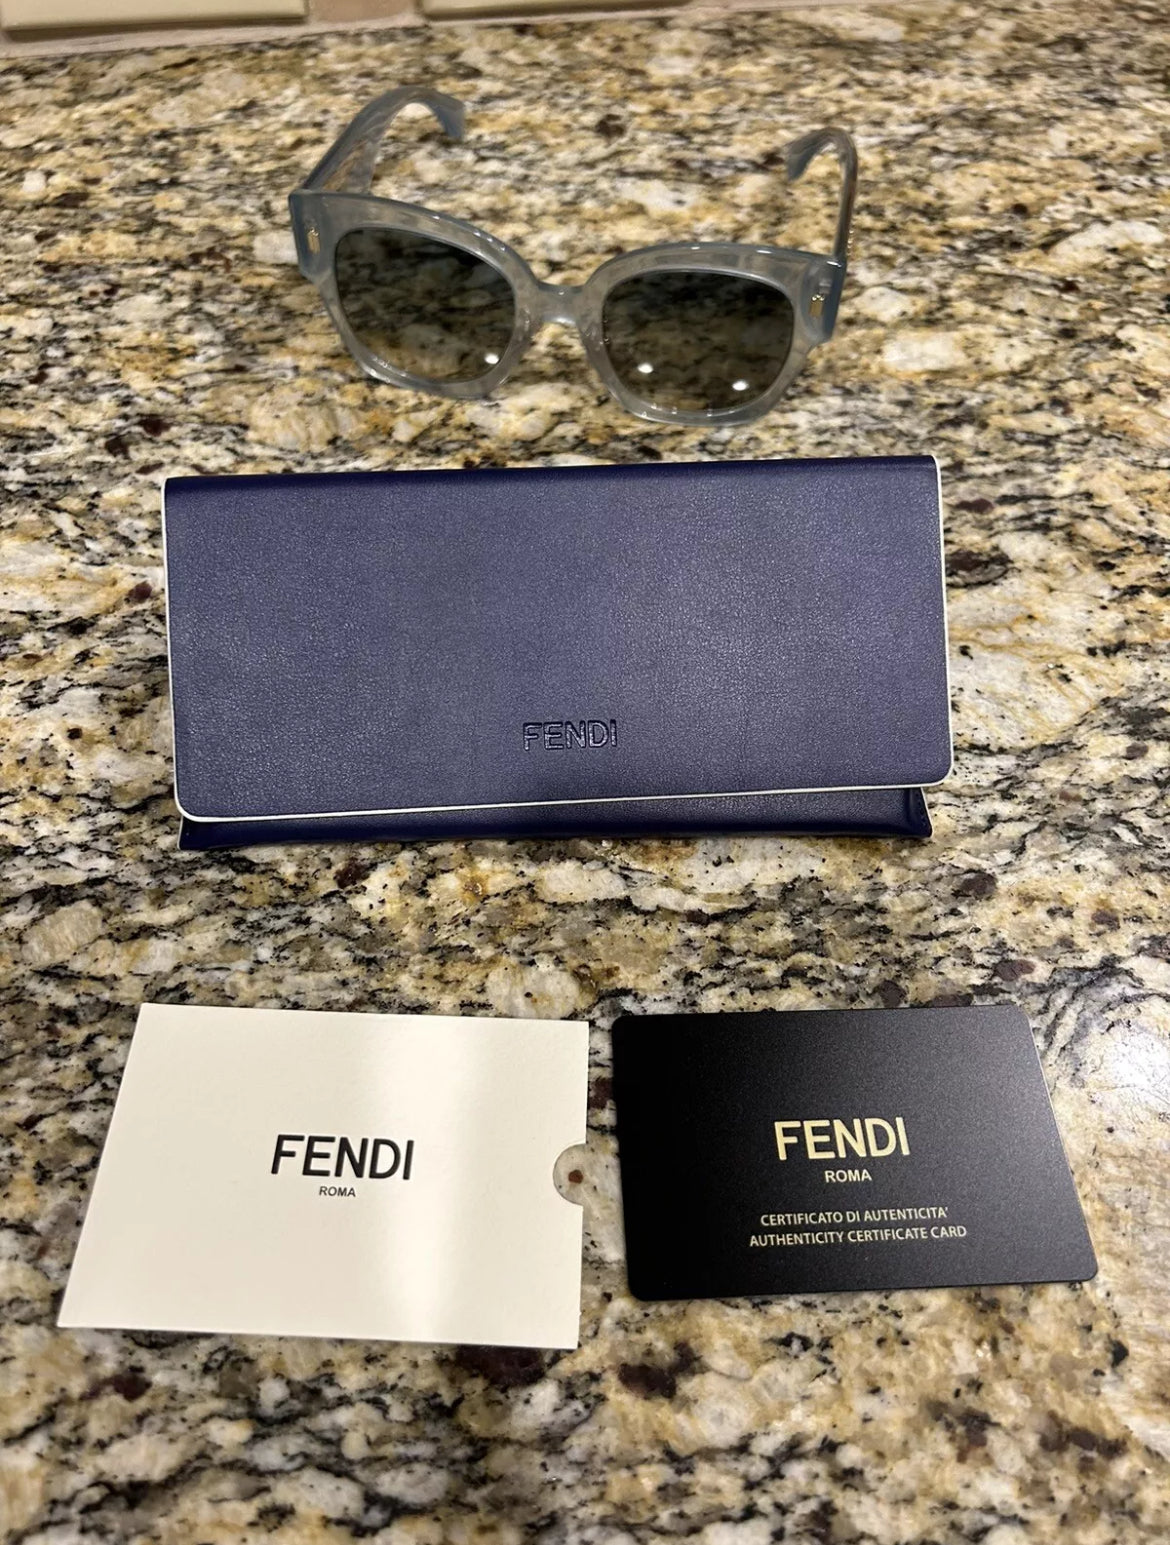 FENDI
FENDI
ROMA
FENDI
ROMA
CERTIFICATO DI AUTENTICITA'
AUTHENTICITY CERTIFICATE CARD